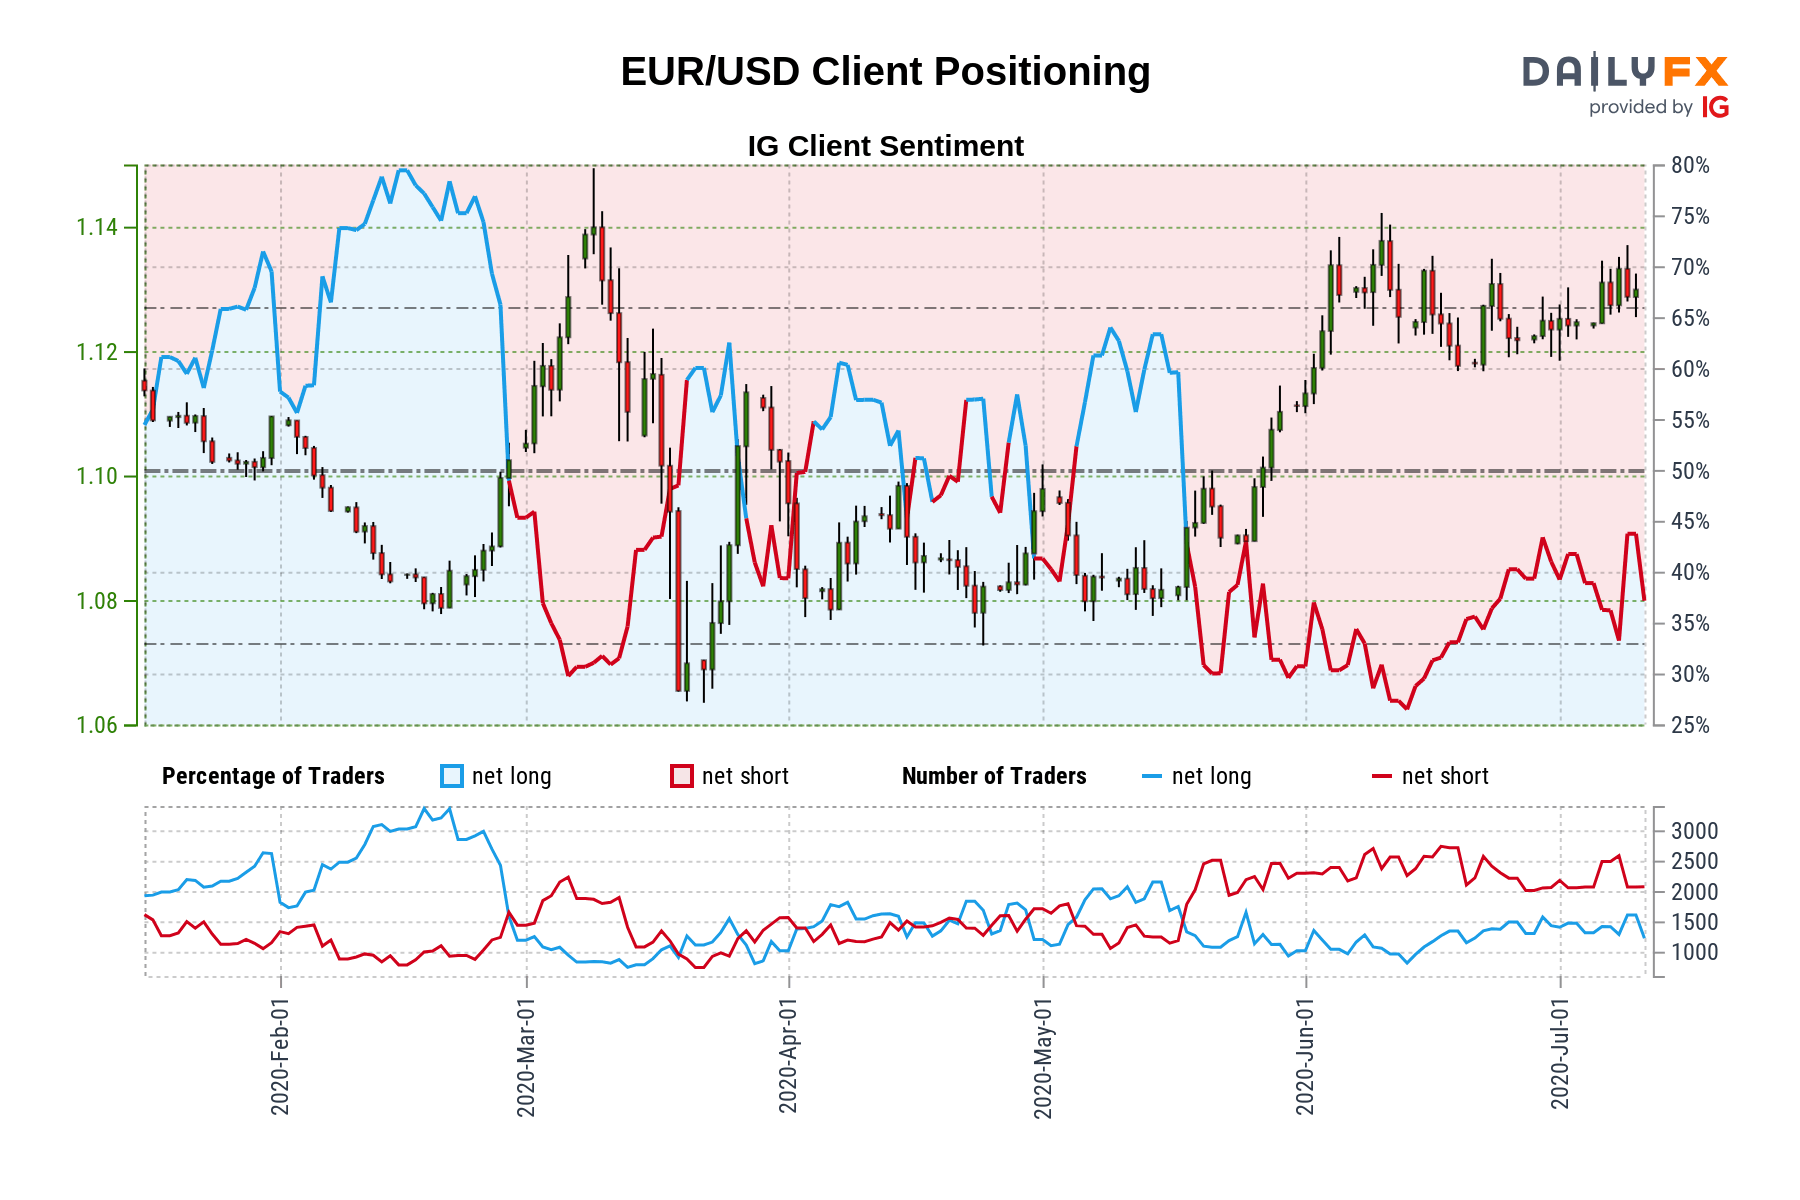 EUR/USD Client Positioning
DAILYFX
provided by IG
IG Client Sentiment
1.14
1.12
1.10
1.08
1.06
80%
75%
70%
65%
60%
55%
50%
45%
40%
35%
30%
25%
Percentage of Traders net long net short Number of Traders net long net short
3000
2500
2000
1500
1000
2020-Feb-01
2020-Mar-01
2020-Apr-01
2020-May-01
2020-Jun-01
2020-Jul-01